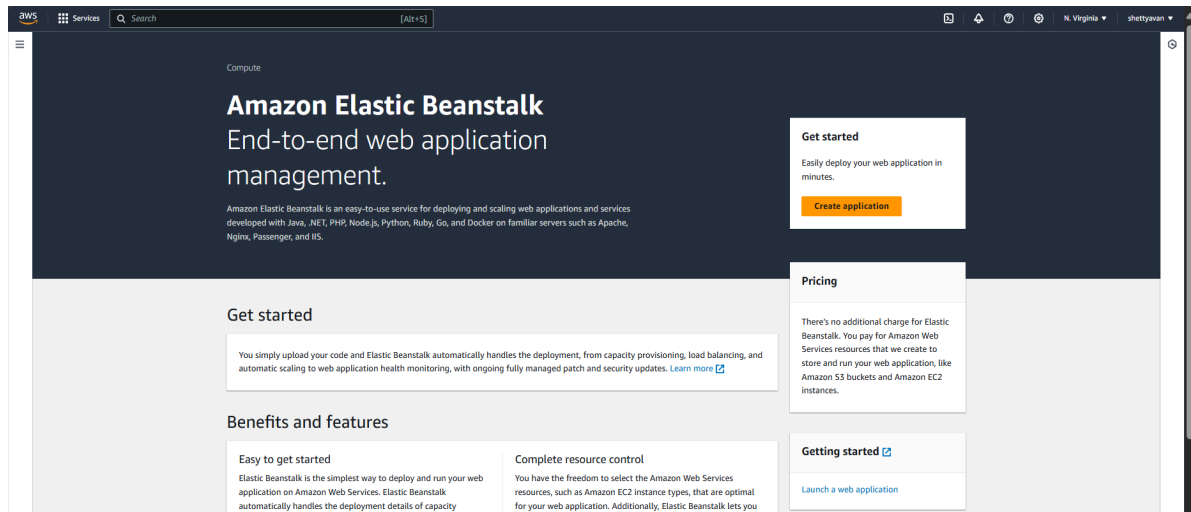 aws
Services
Search
[Alt+S]
N. Virginia
shettyavan
Compute
Amazon Elastic Beanstalk
End-to-end web application
management.
Amazon Elastic Beanstalk is an easy-to-use service for deploying and scaling web applications and services
developed with Java, .NET, PHP, Node.js, Python, Ruby, Go, and Docker on familiar servers such as Apache,
Nginx, Passenger, and IIS.
Get started
Easily deploy your web application in
minutes.
Create application
Pricing
There's no additional charge for Elastic
Beanstalk. You pay for Amazon Web
Services resources that we create to
store and run your web application, like
Amazon S3 buckets and Amazon EC2
instances.
Get started
You simply upload your code and Elastic Beanstalk automatically handles the deployment, from capacity provisioning, load balancing, and
automatic scaling to web application health monitoring, with ongoing fully managed patch and security updates. Learn more
Benefits and features
Easy to get started
Elastic Beanstalk is the simplest way to deploy and run your web
application on Amazon Web Services. Elastic Beanstalk
automatically handles the deployment details of capacity
Complete resource control
You have the freedom to select the Amazon Web Services
resources, such as Amazon EC2 instance types, that are optimal
for your web application. Additionally, Elastic Beanstalk lets you
Getting started
Launch a web application